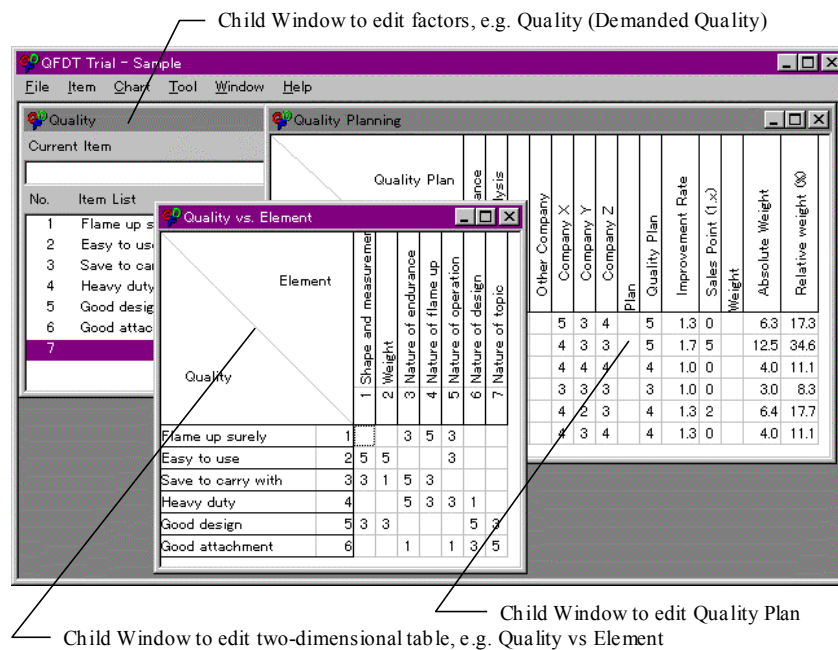 Child Window to edit factors, e.g. Quality (Demanded Quality)
QFDT Trial - Sample
File Item Chart Tool Window Help
Quality
Current Item
No. Item List
1 Flame up s
2 Easy to use
3 Save to car
4 Heavy duty
5 Good desig
6 Good attac
7
Quality Planning
Quality Plan
ance
lysis
Other Company
Company X
Company Y
Company Z
Plan
Quality Plan
Improvement Rate
Sales Point (1.x)
Weight
Absolute Weight
Relative weight (%)
5 3 4 5 1.3 0 6.3 17.3
4 3 3 5 1.7 5 12.5 34.6
4 4 4 4 1.0 0 4.0 11.1
3 3 3 3 1.0 0 3.0 8.3
4 2 3 4 1.3 2 6.4 17.7
4 3 4 4 1.3 0 4.0 11.1
Quality vs. Element
Element
Quality
1 Shape and measuremen
2 Weight
3 Nature of endurance
4 Nature of flame up
5 Nature of operation
6 Nature of design
7 Nature of topic
Flame up surely 1 3 5 3
Easy to use 2 5 5 3
Save to carry with 3 3 1 5 3
Heavy duty 4 5 3 3 1
Good design 5 3 3 5 3
Good attachment 6 1 1 3 5
Child Window to edit Quality Plan
Child Window to edit two-dimensional table, e.g. Quality vs Element